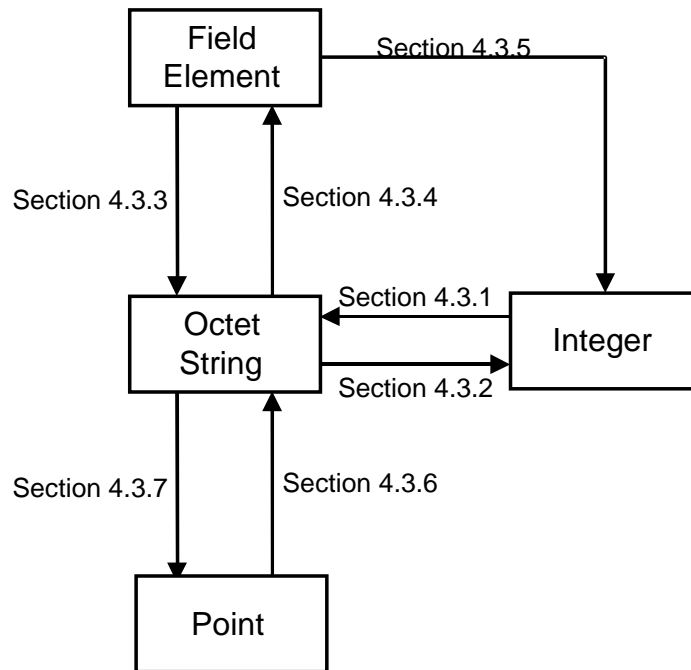 Field
Element
Section 4.3.5
Section 4.3.3
Section 4.3.4
Section 4.3.1
Octet
String
Integer
Section 4.3.2
Section 4.3.7
Section 4.3.6
Point